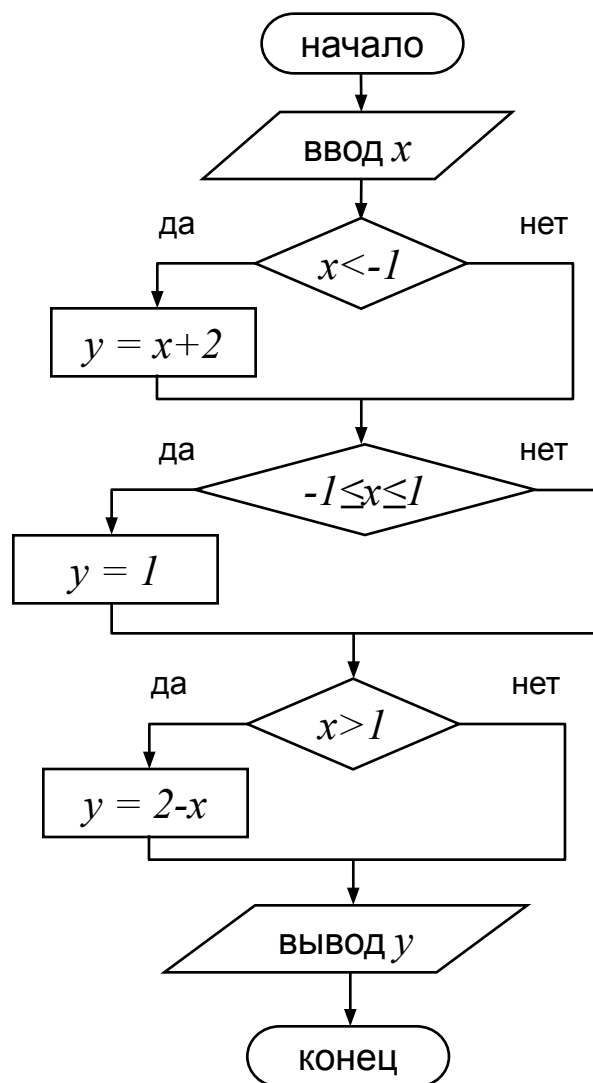 начало
ввод x
да
нет
x<-1
y = x+2
да
нет
-1≤x≤1
y = 1
да
нет
x>1
y = 2-x
вывод y
конец